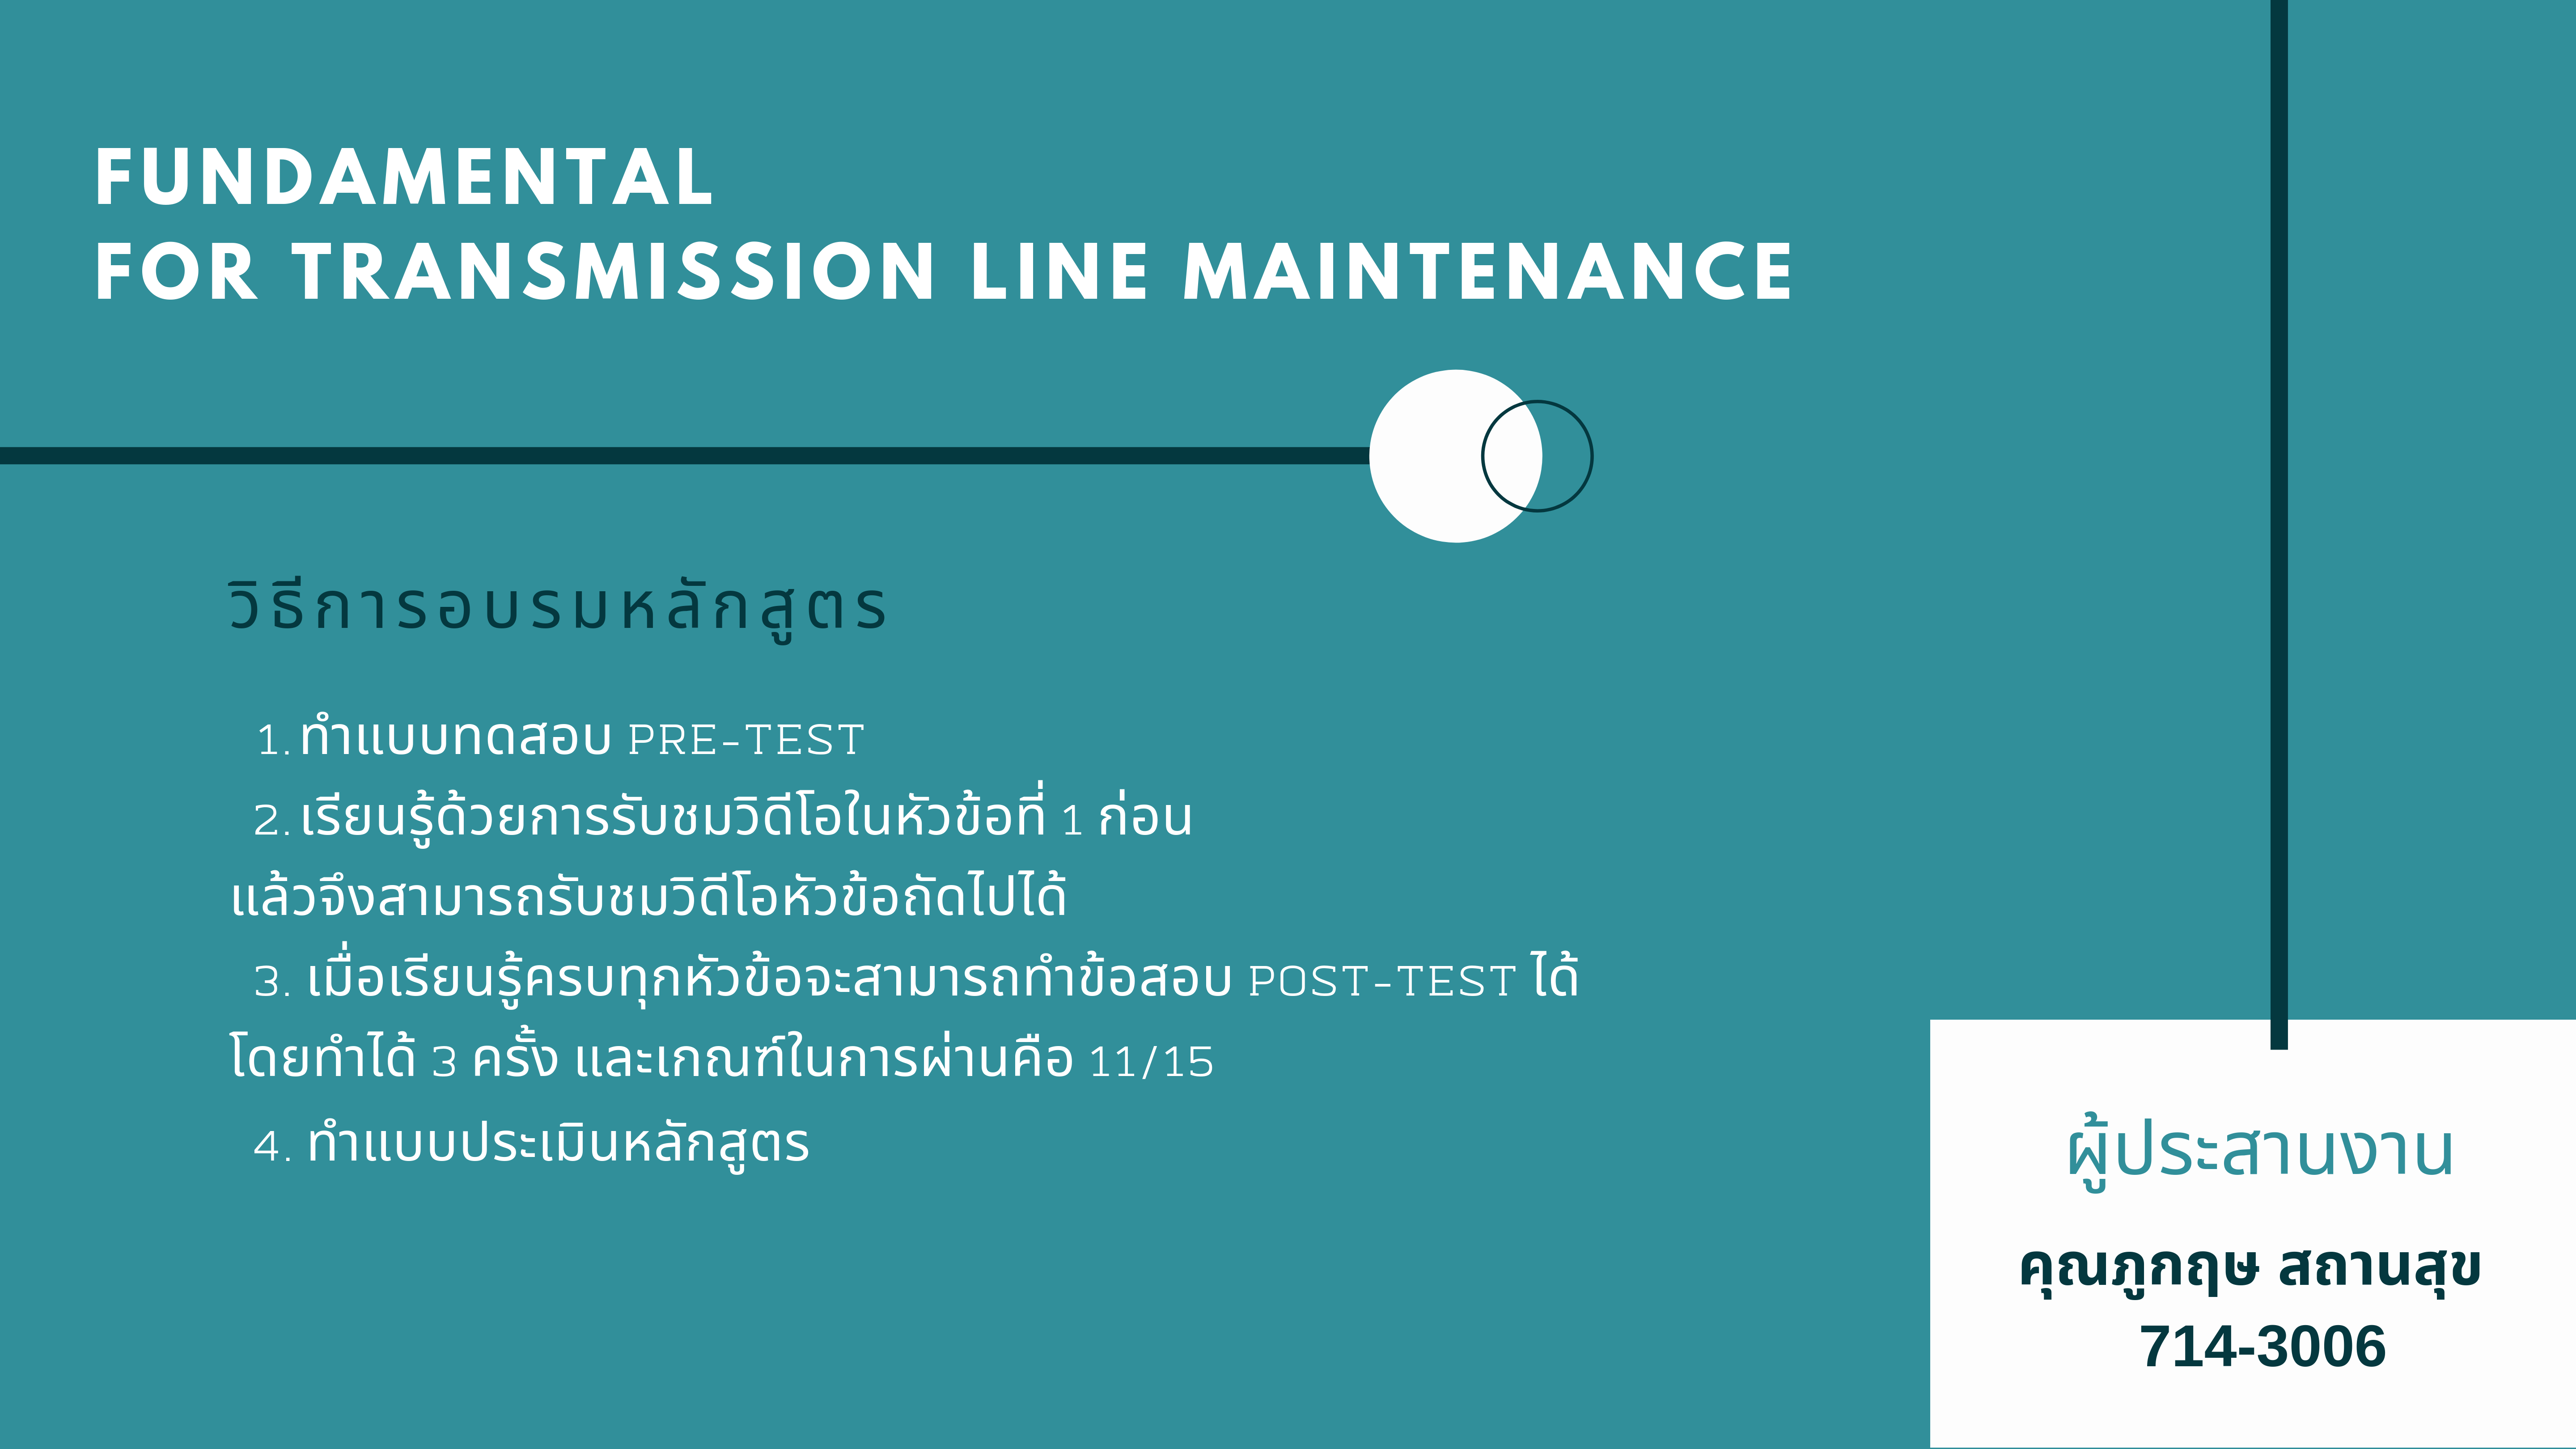 FUNDAMENTAL
FOR TRANSMISSION LINE MAINTENANCE
วิธีการอบรมหลักสูตร
1. ทำแบบทดสอบ PRE-TEST
2. เรียนรู้ด้วยการรับชมวิดีโอในหัวข้อที่ 1 ก่อน
แล้วจึงสามารถรับชมวิดีโอหัวข้อถัดไปได้
3. เมื่อเรียนรู้ครบทุกหัวข้อจะสามารถทำข้อสอบ POST-TEST ได้
โดยทำได้ 3 ครั้ง และเกณฑ์ในการผ่านคือ 11/15
4. ทำแบบประเมินหลักสูตร
ผู้ประสานงาน
คุณภูกฤษ สถานสุข
714-3006